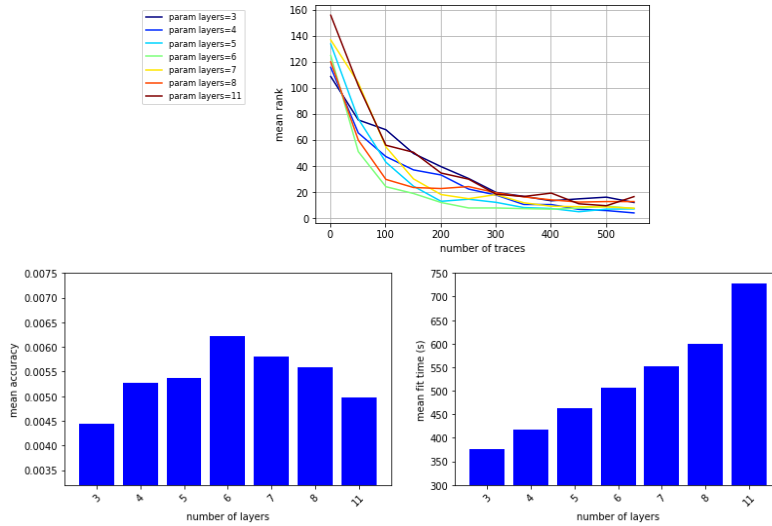 param layers=3
param layers=4
param layers=5
param layers=6
param layers=7
param layers=8
param layers=11
160
140
120
100
80
60
40
20
0
mean rank
0 100 200 300 400 500
number of traces
0.0075
0.0070
0.0065
0.0060
0.0055
0.0050
0.0045
0.0040
0.0035
mean accuracy
3 4 5 6 7 8 11
number of layers
750
700
650
600
550
500
450
400
350
300
mean fit time (s)
3 4 5 6 7 8 11
number of layers